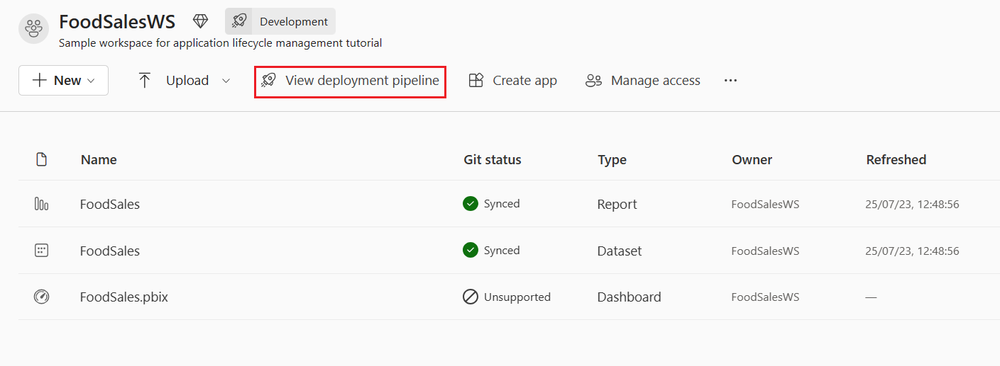 FoodSalesWS Development
Sample workspace for application lifecycle management tutorial
New Upload View deployment pipeline Create app Manage access ...
Name Git status Type Owner Refreshed
FoodSales Synced Report FoodSalesWS 25/07/23, 12:48:56
FoodSales Synced Dataset FoodSalesWS 25/07/23, 12:48:56
FoodSales.pbix Unsupported Dashboard FoodSalesWS —